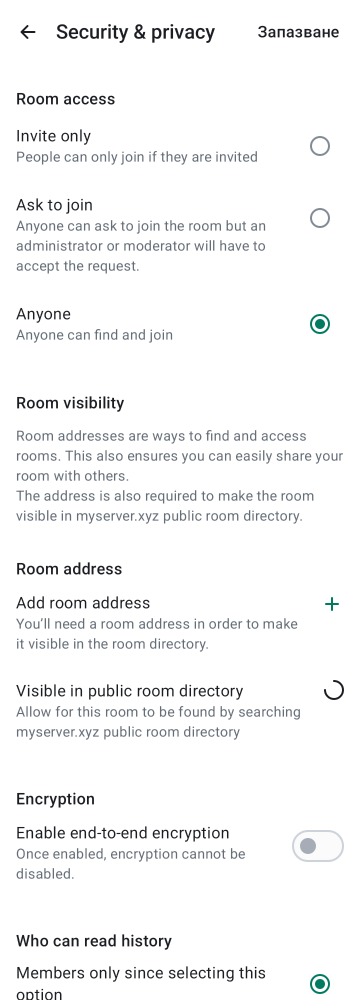 Security & privacy
Запазване
Room access
Invite only
People can only join if they are invited
Ask to join
Anyone can ask to join the room but an
administrator or moderator will have to
accept the request.
Anyone
Anyone can find and join
Room visibility
Room addresses are ways to find and access
rooms. This also ensures you can easily share your
room with others.
The address is also required to make the room
visible in myserver.xyz public room directory.
Room address
Add room address
You’ll need a room address in order to make
it visible in the room directory.
Visible in public room directory
Allow for this room to be found by searching
myserver.xyz public room directory
Encryption
Enable end-to-end encryption
Once enabled, encryption cannot be
disabled.
Who can read history
Members only since selecting this
option